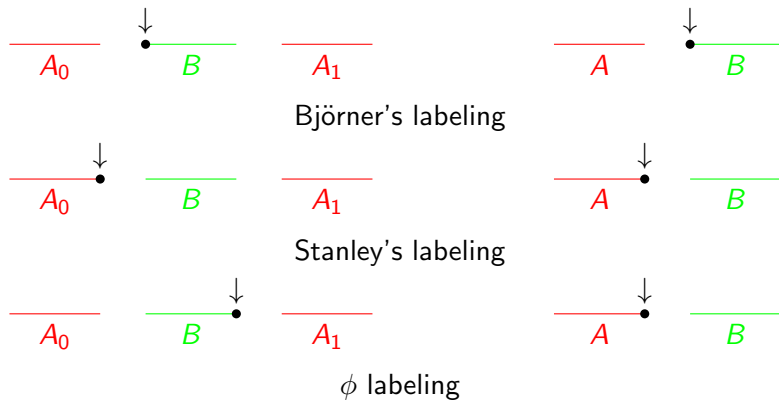 ↓ ↓
A₀ B A₁ A B
Björner's labeling
↓ ↓
A₀ B A₁ A B
Stanley's labeling
↓ ↓
A₀ B A₁ A B
ϕ labeling